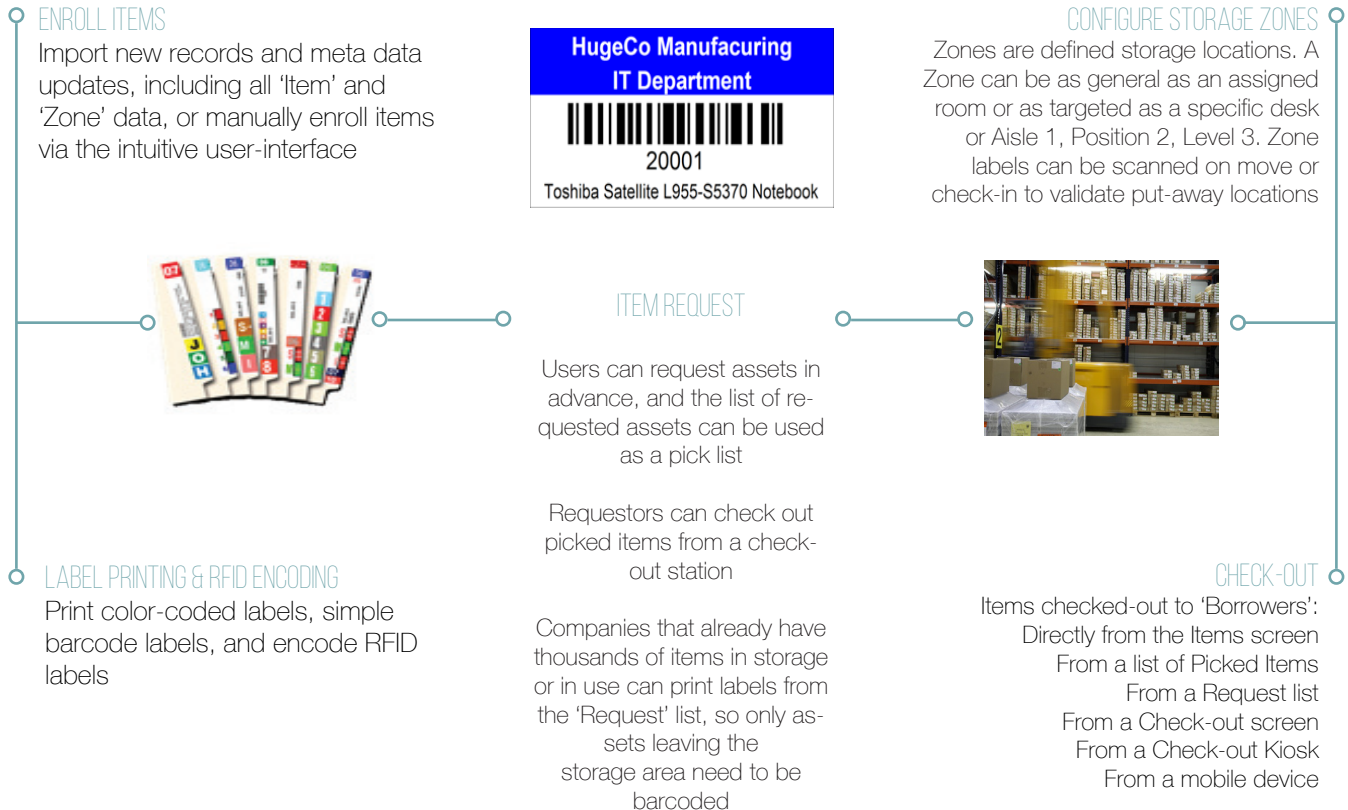 ENROLL ITEMS
Import new records and meta data
updates, including all ‘Item’ and
‘Zone’ data, or manually enroll items
via the intuitive user-interface
HugeCo Manufacuring
IT Department
20001
Toshiba Satellite L955-S5370 Notebook
CONFIGURE STORAGE ZONES
Zones are defined storage locations. A
Zone can be as general as an assigned
room or as targeted as a specific desk
or Aisle 1, Position 2, Level 3. Zone
labels can be scanned on move or
check-in to validate put-away locations
07
J
O
H
S
M
I
8
1
2
3
4
5
6
2
ITEM REQUEST
Users can request assets in
advance, and the list of re-
quested assets can be used
as a pick list
Requestors can check out
picked items from a check-
out station
Companies that already have
thousands of items in storage
or in use can print labels from
the ‘Request’ list, so only as-
sets leaving the
storage area need to be
barcoded
LABEL PRINTING & RFID ENCODING
Print color-coded labels, simple
barcode labels, and encode RFID
labels
CHECK-OUT
Items checked-out to ‘Borrowers’:
Directly from the Items screen
From a list of Picked Items
From a Request list
From a Check-out screen
From a Check-out Kiosk
From a mobile device